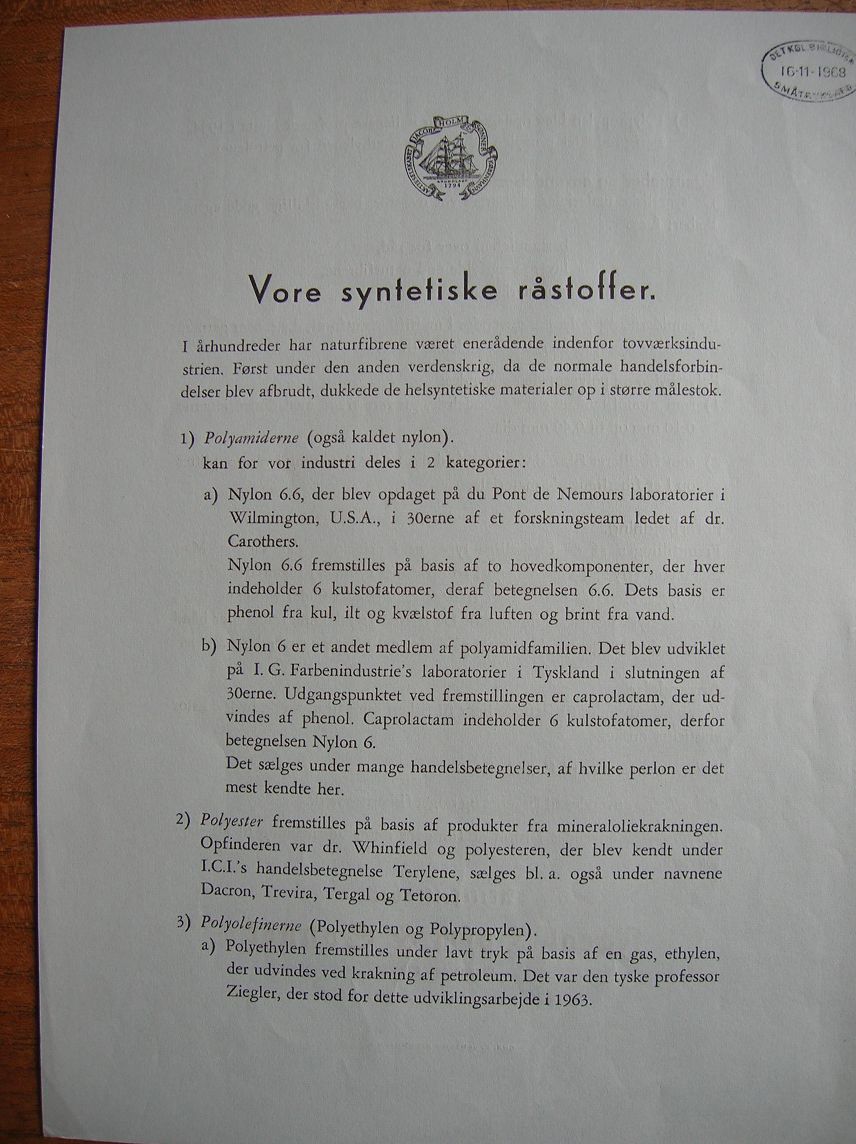 DET KGL. BIBLIOTEK
16-11-1968
JACOB HOLM SØNNER
AKTIESELSKABET KJØBENHAVN
1794
Vore syntetiske råstoffer.
I århundreder har naturfibrene været enerådende indenfor tovværksindu-
strien. Først under den anden verdenskrig, da de normale handelsforbin-
delser blev afbrudt, dukkede de helsyntetiske materialer op i større målestok.
1) Polyamiderne (også kaldet nylon).
kan for vor industri deles i 2 kategorier:
a) Nylon 6.6, der blev opdaget på du Pont de Nemours laboratorier i
Wilmington, U.S.A., i 30erne af et forskningsteam ledet af dr.
Carothers.
Nylon 6.6 fremstilles på basis af to hovedkomponenter, der hver
indeholder 6 kulstofatomer, deraf betegnelsen 6.6. Dets basis er
phenol fra kul, ilt og kvælstof fra luften og brint fra vand.
b) Nylon 6 er et andet medlem af polyamidfamilien. Det blev udviklet
på I. G. Farbenindustrie's laboratorier i Tyskland i slutningen af
30erne. Udgangspunktet ved fremstillingen er caprolactam, der ud-
vindes af phenol. Caprolactam indeholder 6 kulstofatomer, derfor
betegnelsen Nylon 6.
Det sælges under mange handelsbetegnelser, af hvilke perlon er det
mest kendte her.
2) Polyester fremstilles på basis af produkter fra mineraloliekrakningen.
Opfinderen var dr. Whinfield og polyesteren, der blev kendt under
I.C.I.'s handelsbetegnelse Terylene, sælges bl. a. også under navnene
Dacron, Trevira, Tergal og Tetoron.
3) Polyolefinerne (Polyethylen og Polypropylen).
a) Polyethylen fremstilles under lavt tryk på basis af en gas, ethylen,
der udvindes ved krakning af petroleum. Det var den tyske professor
Ziegler, der stod for dette udviklingsarbejde i 1963.